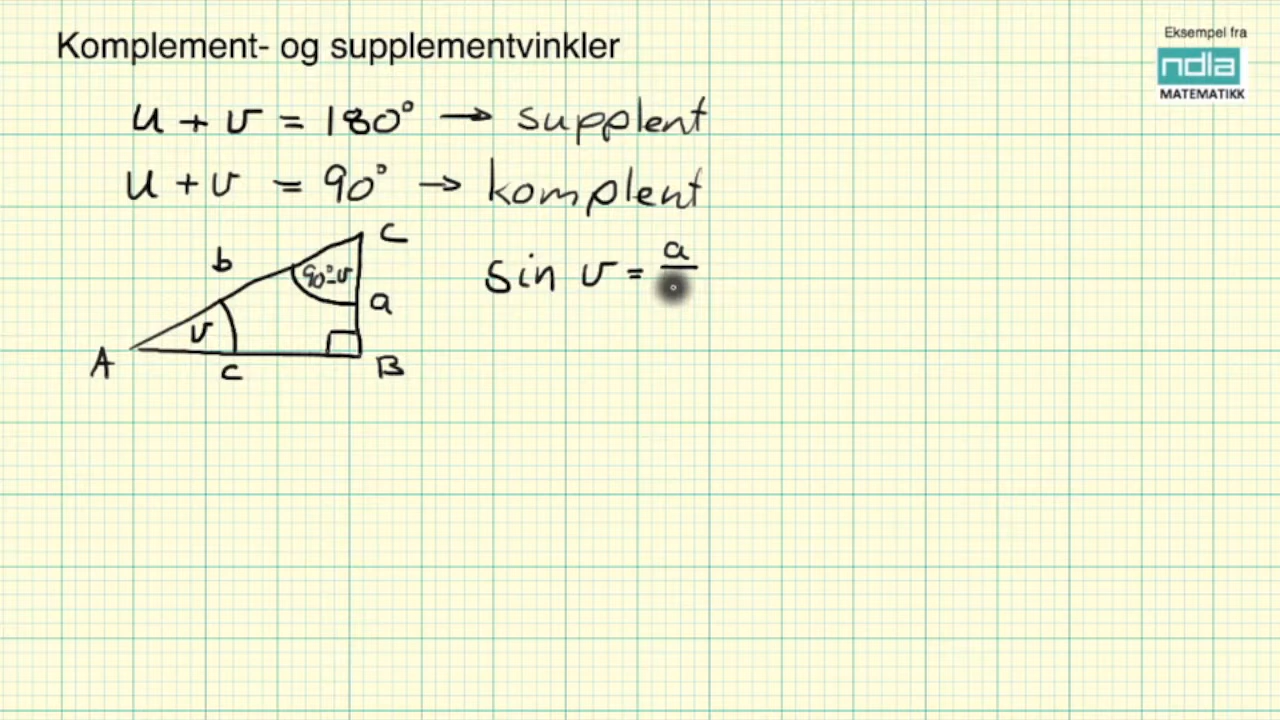 Komplement- og supplementvinkler
Eksempel fra
ndla
MATEMATIKK
u + v = 180° → supplent
u + v = 90° → komplent
C
b
90°-v
sin v = a
a
v
A
c
B